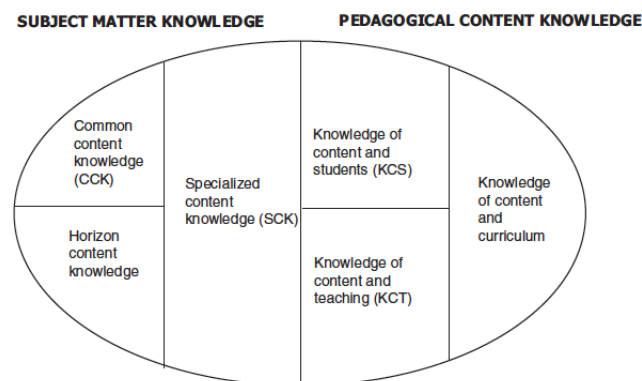 SUBJECT MATTER KNOWLEDGE
PEDAGOGICAL CONTENT KNOWLEDGE
Common
content
knowledge
(CCK)
Horizon
content
knowledge
Specialized
content
knowledge (SCK)
Knowledge of
content and
students (KCS)
Knowledge of
content and
teaching (KCT)
Knowledge
of content
and
curriculum